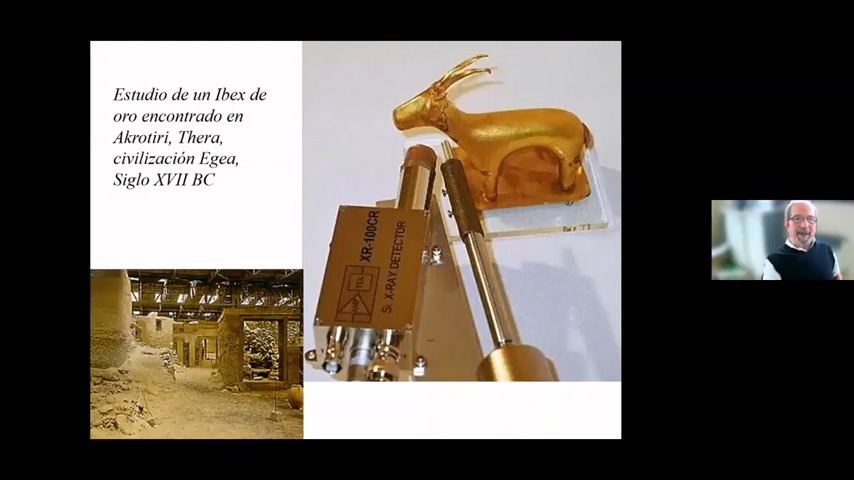 Estudio de un Ibex de
oro encontrado en
Akrotiri, Thera,
civilización Egea,
Siglo XVII BC
XR-100CR
Si X-RAY DETECTOR